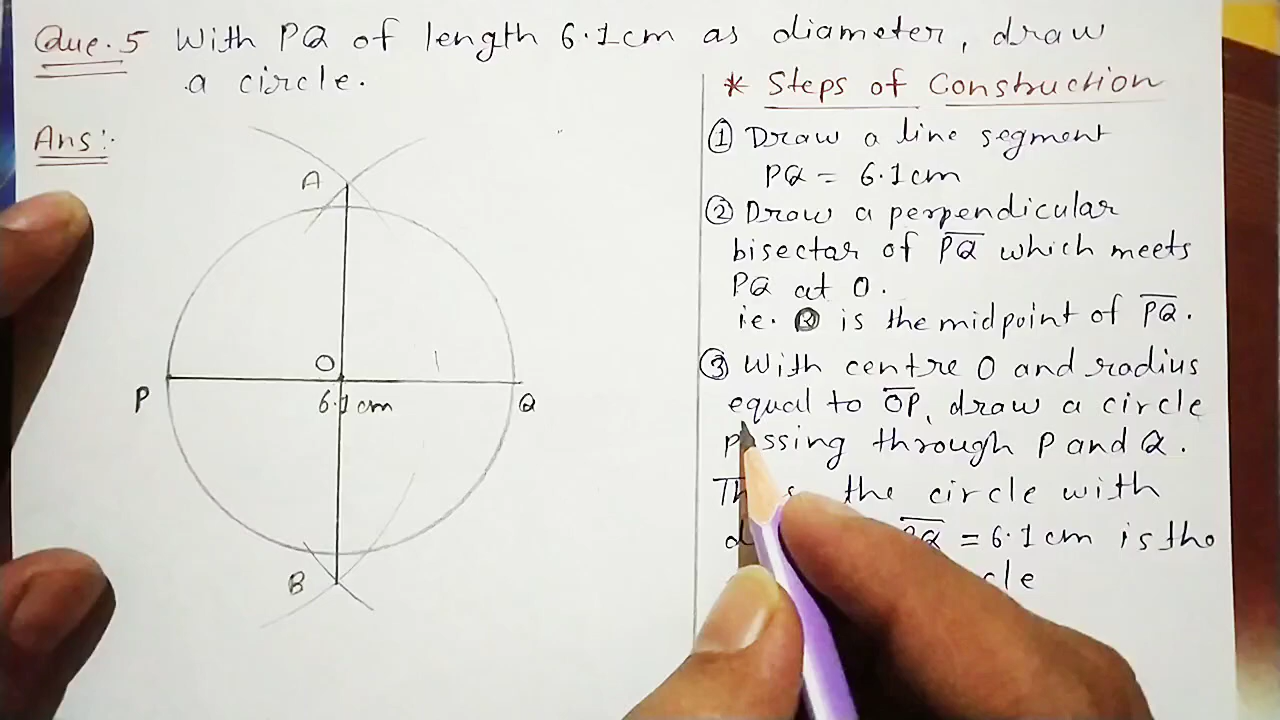 Que. 5 With PQ of length 6.1cm as diameter, draw
a circle.
Ans:
A
O
P
6.1 cm
Q
B
* Steps of Construction
① Draw a line segment
PQ = 6.1cm
② Draw a perpendicular
bisector of PQ which meets
PQ at O.
i.e. is the midpoint of PQ.
③ With centre O and radius
equal to OP, draw a circle
passing through P and Q.
the circle with
PQ = 6.1cm is the